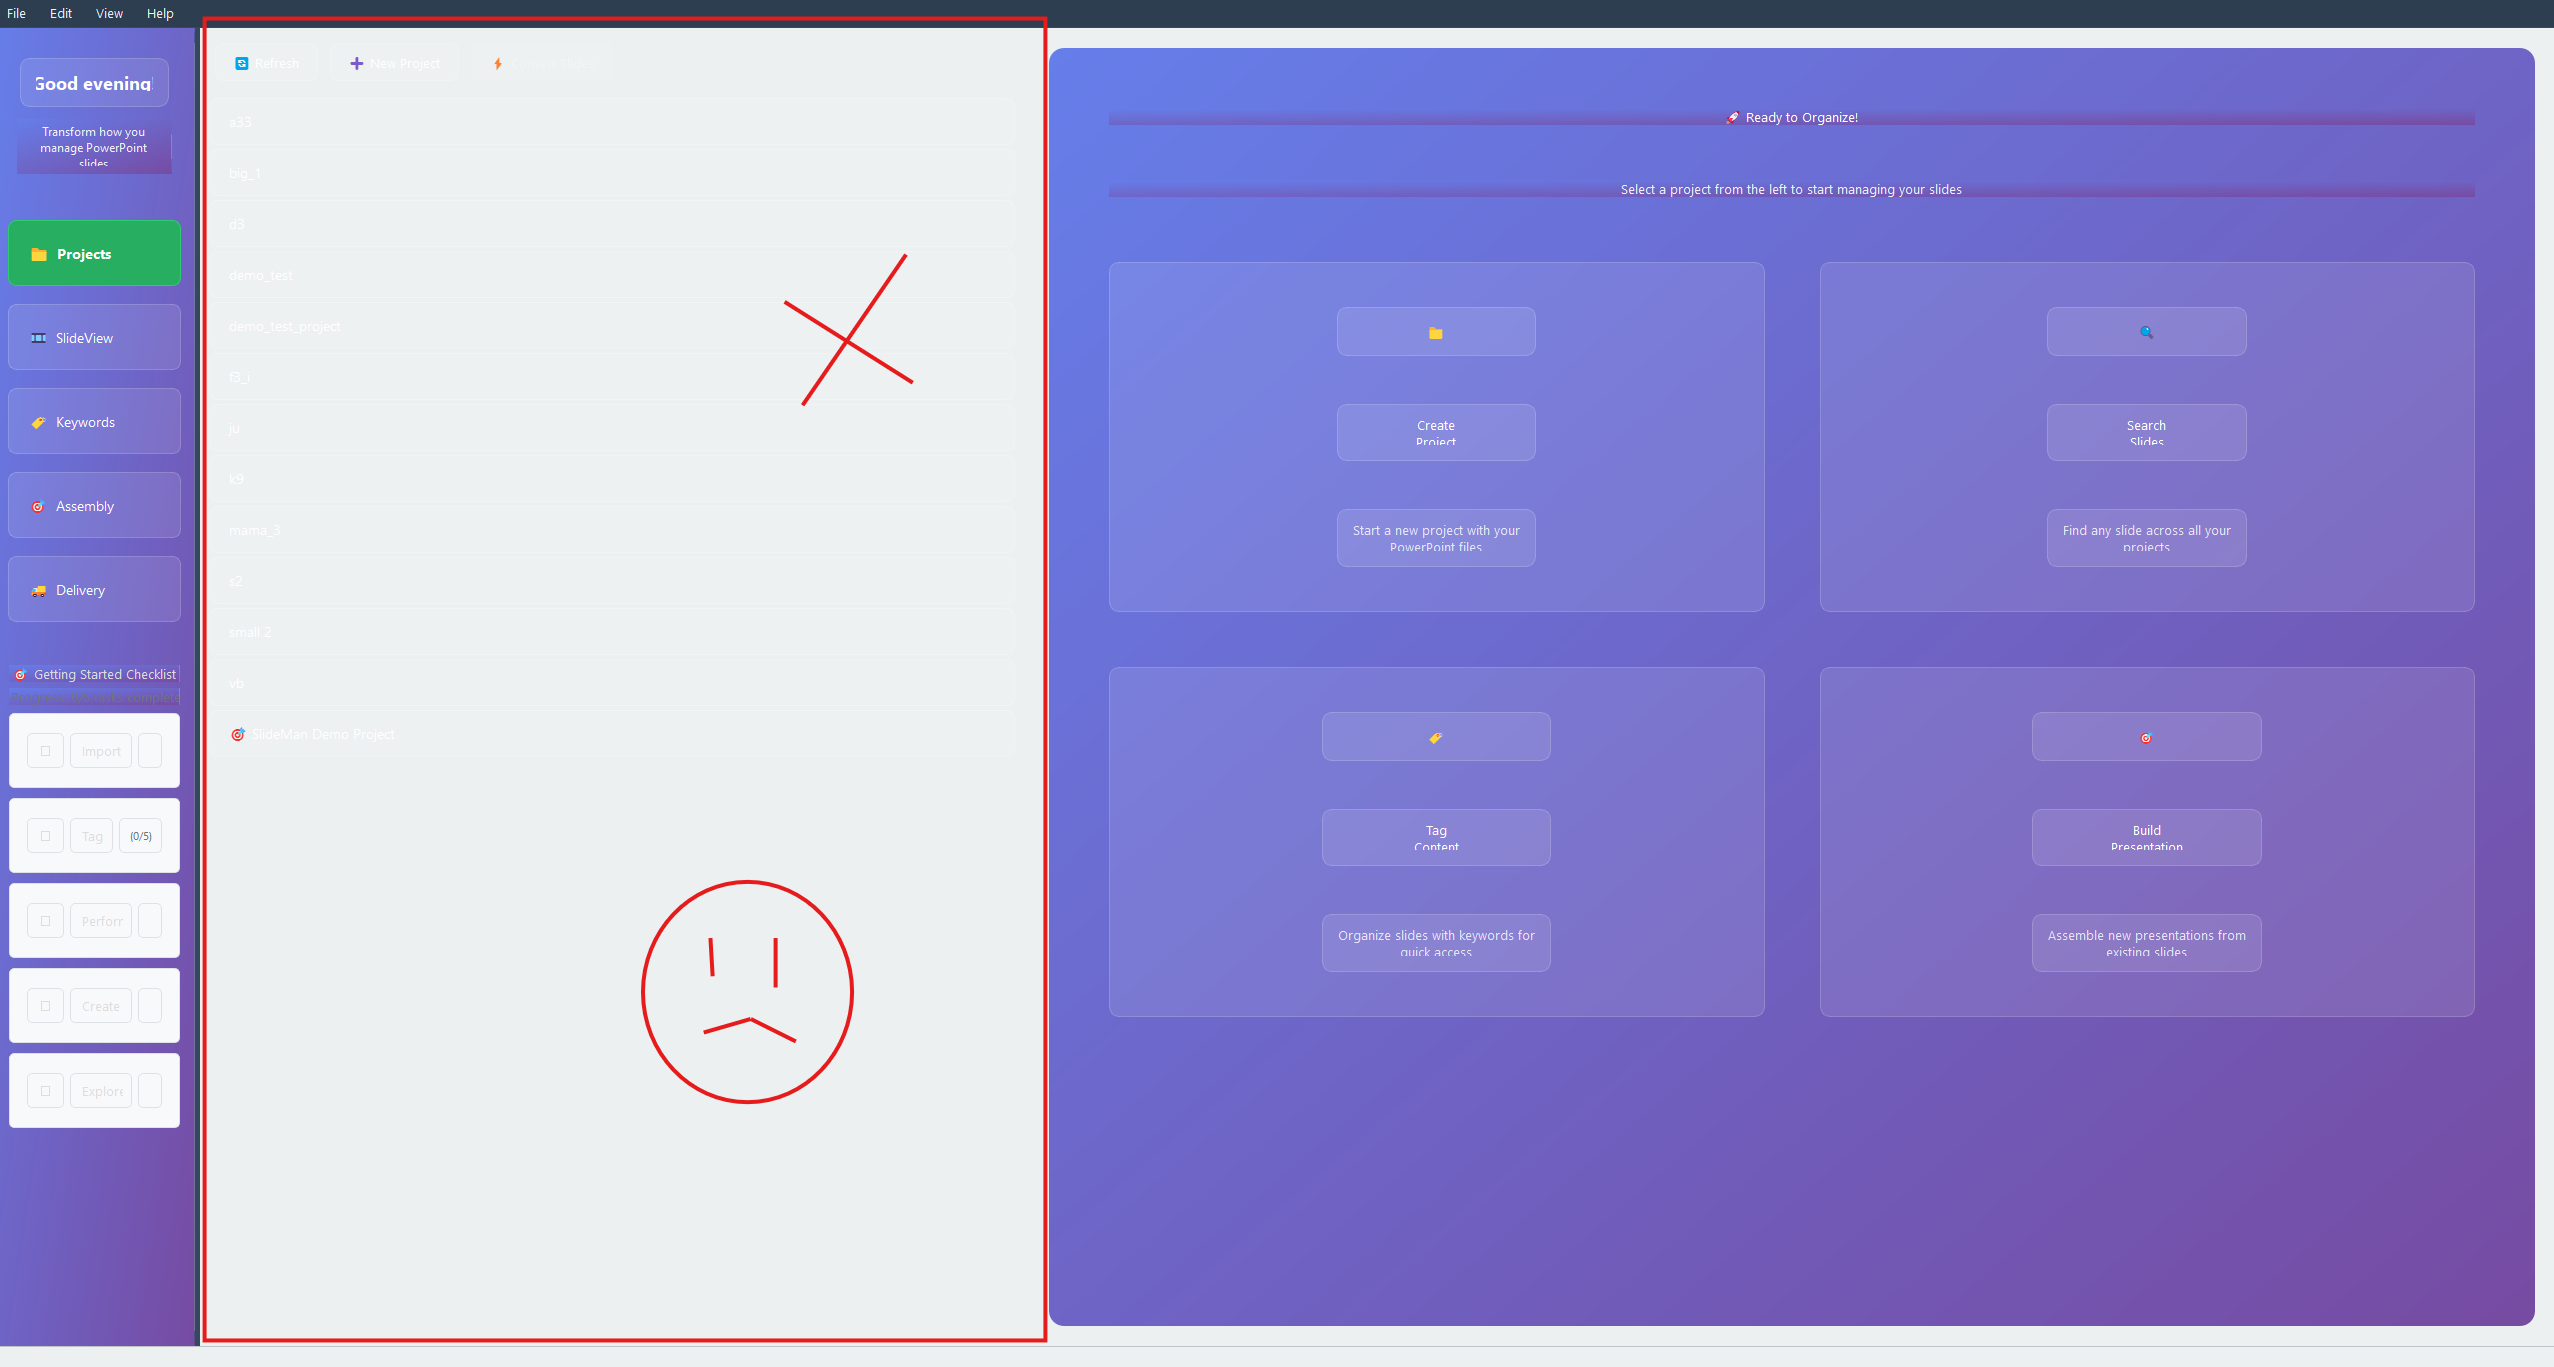 File Edit View Help
Good evening!
Transform how you
manage PowerPoint
slides
Projects
SlideView
Keywords
Assembly
Delivery
Getting Started Checklist
Import
Tag (0/5)
Create
Explore
Refresh New Project
a33
big_1
d3
demo_test
demo_test_project
f3_i
ju
k9
mama_3
s2
small 2
vb
SlideMan Demo Project
Ready to Organize!
Select a project from the left to start managing your slides
Create
Project
Start a new project with your
PowerPoint files
Search
Slides
Find any slide across all your
projects
Tag
Content
Organize slides with keywords for
quick access
Build
Presentation
Assemble new presentations from
existing slides